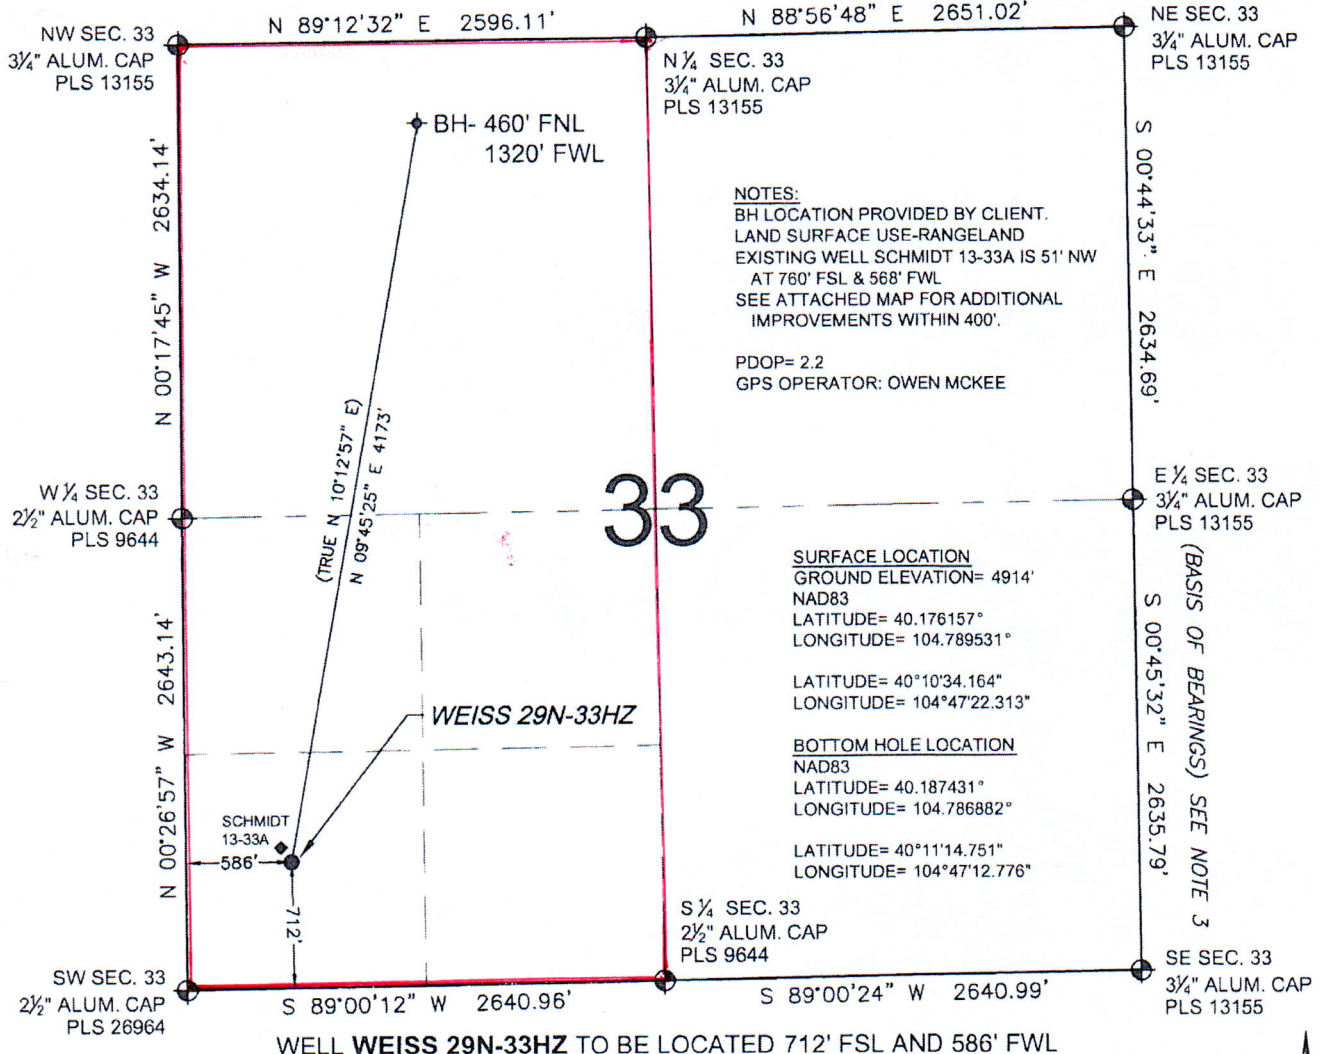 N 89°12'32" E 2596.11'
N 88°56'48" E 2651.02'
NW SEC. 33
3¼" ALUM. CAP
PLS 13155
N ¼ SEC. 33
3¼" ALUM. CAP
PLS 13155
NE SEC. 33
3¼" ALUM. CAP
PLS 13155
BH- 460' FNL
1320' FWL
N 00°17'45" W 2634.14'
S 00°44'33" E 2634.69'
NOTES:
BH LOCATION PROVIDED BY CLIENT.
LAND SURFACE USE-RANGELAND
EXISTING WELL SCHMIDT 13-33A IS 51' NW
AT 760' FSL & 568' FWL
SEE ATTACHED MAP FOR ADDITIONAL
IMPROVEMENTS WITHIN 400'.
PDOP= 2.2
GPS OPERATOR: OWEN MCKEE
(TRUE N 10°12'57" E)
N 09°45'25" E 4173'
W ¼ SEC. 33
2½" ALUM. CAP
PLS 9644
33
E ¼ SEC. 33
3¼" ALUM. CAP
PLS 13155
SURFACE LOCATION
GROUND ELEVATION= 4914'
NAD83
LATITUDE= 40.176157°
LONGITUDE= 104.789531°
LATITUDE= 40°10'34.164"
LONGITUDE= 104°47'22.313"
BOTTOM HOLE LOCATION
NAD83
LATITUDE= 40.187431°
LONGITUDE= 104.786882°
LATITUDE= 40°11'14.751"
LONGITUDE= 104°47'12.776"
N 00°26'57" W 2643.14'
S 00°45'32" E 2635.79'
(BASIS OF BEARINGS) SEE NOTE 3
WEISS 29N-33HZ
SCHMIDT
13-33A
586'
712'
S ¼ SEC. 33
2½" ALUM. CAP
PLS 9644
SW SEC. 33
2½" ALUM. CAP
PLS 26964
SE SEC. 33
3¼" ALUM. CAP
PLS 13155
S 89°00'12" W 2640.96'
S 89°00'24" W 2640.99'
WELL WEISS 29N-33HZ TO BE LOCATED 712' FSL AND 586' FWL